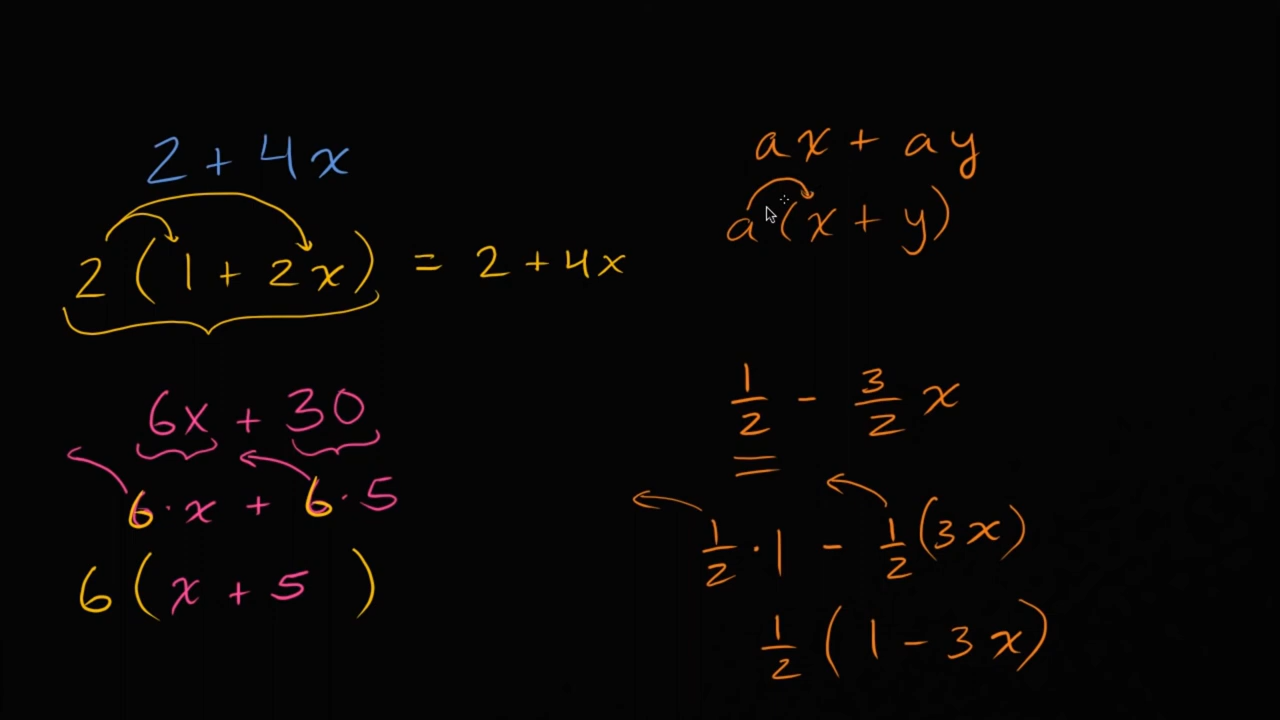 2 + 4x
2(1 + 2x) = 2 + 4x
6x + 30
6·x + 6·5
6(x + 5)
ax + ay
a(x + y)
1/2 - 3/2 x
1/2·1 - 1/2(3x)
1/2(1 - 3x)